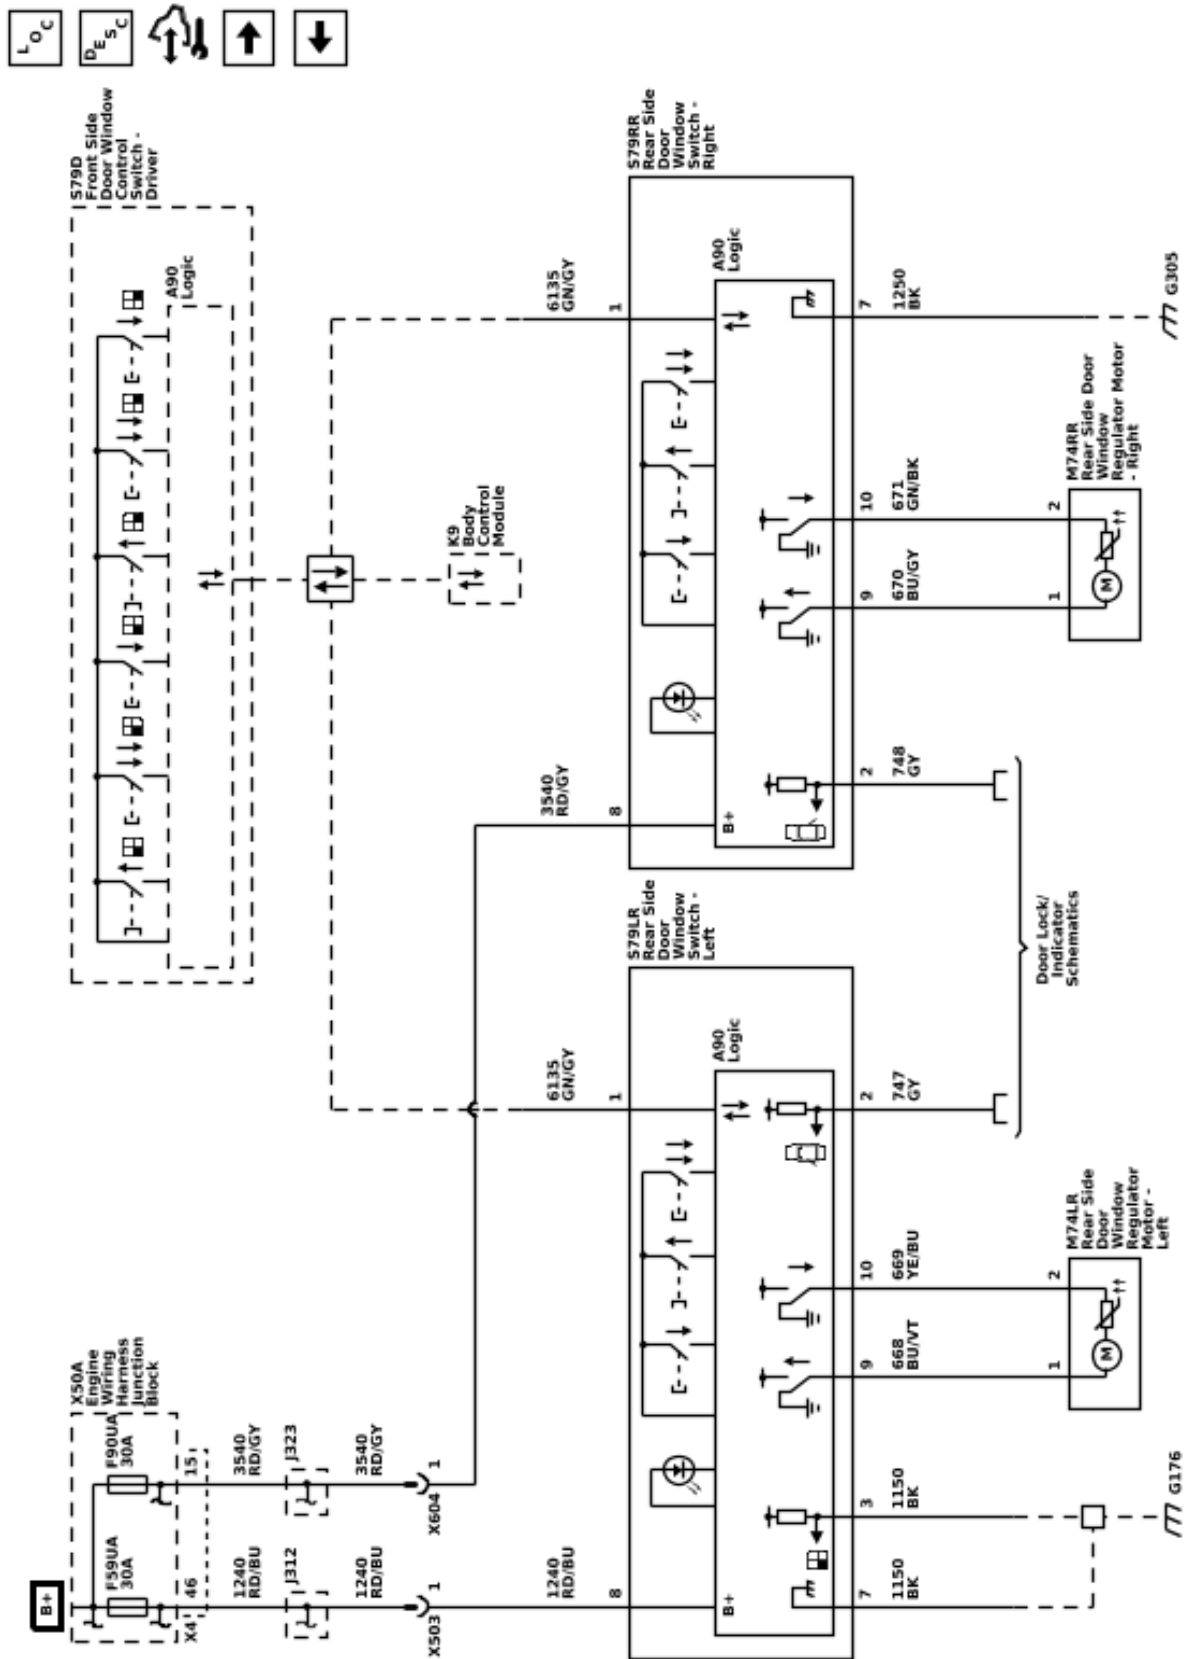 LOC
DESC
S79D
Front Side
Door Window
Control
Switch -
Driver
A90
Logic
K9
Body
Control
Module
S79RR
Rear Side
Door
Window
Switch -
Right
6135
GN/GY
1
A90
Logic
3540
RD/GY
8
B+
2
748
GY
9
670
BU/GY
10
671
GN/BK
7
1250
BK
G305
M74RR
Rear Side Door
Window
Regulator Motor
- Right
1
2
M
S79LR
Rear Side
Door
Window
Switch -
Left
6135
GN/GY
1
A90
Logic
2
747
GY
Door Lock/
Indicator
Schematics
B+
X50A
Engine
Wiring
Harness
Junction
Block
F59UA
30A
F90UA
30A
X4
46
15
1240
RD/BU
3540
RD/GY
J312
J323
1240
RD/BU
3540
RD/GY
X503
1
X604
1
1240
RD/BU
8
B+
7
1150
BK
3
1150
BK
9
668
BU/VT
10
669
YE/BU
G176
M74LR
Rear Side
Door
Window
Regulator
Motor -
Left
1
2
M